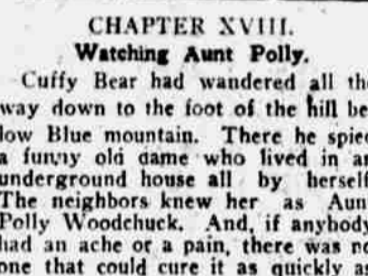 CHAPTER XVIII.
Watching Aunt Polly.
Cuffy Bear had wandered all the
way down to the foot of the hill be
low Blue mountain. There he spied
a funny old dame who lived in an
underground house all by herself
The neighbors knew her as Aun
Polly Woodchuck. And, if anybody
had an ache or a pain, there was no
one that could cure it as quickly as